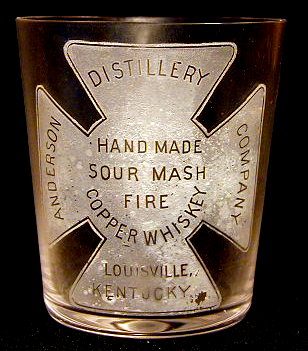 DISTILLERY
ANDERSON
COMPANY
HAND MADE
SOUR MASH
FIRE
COPPER WHISKEY
LOUISVILLE,
KENTUCKY.